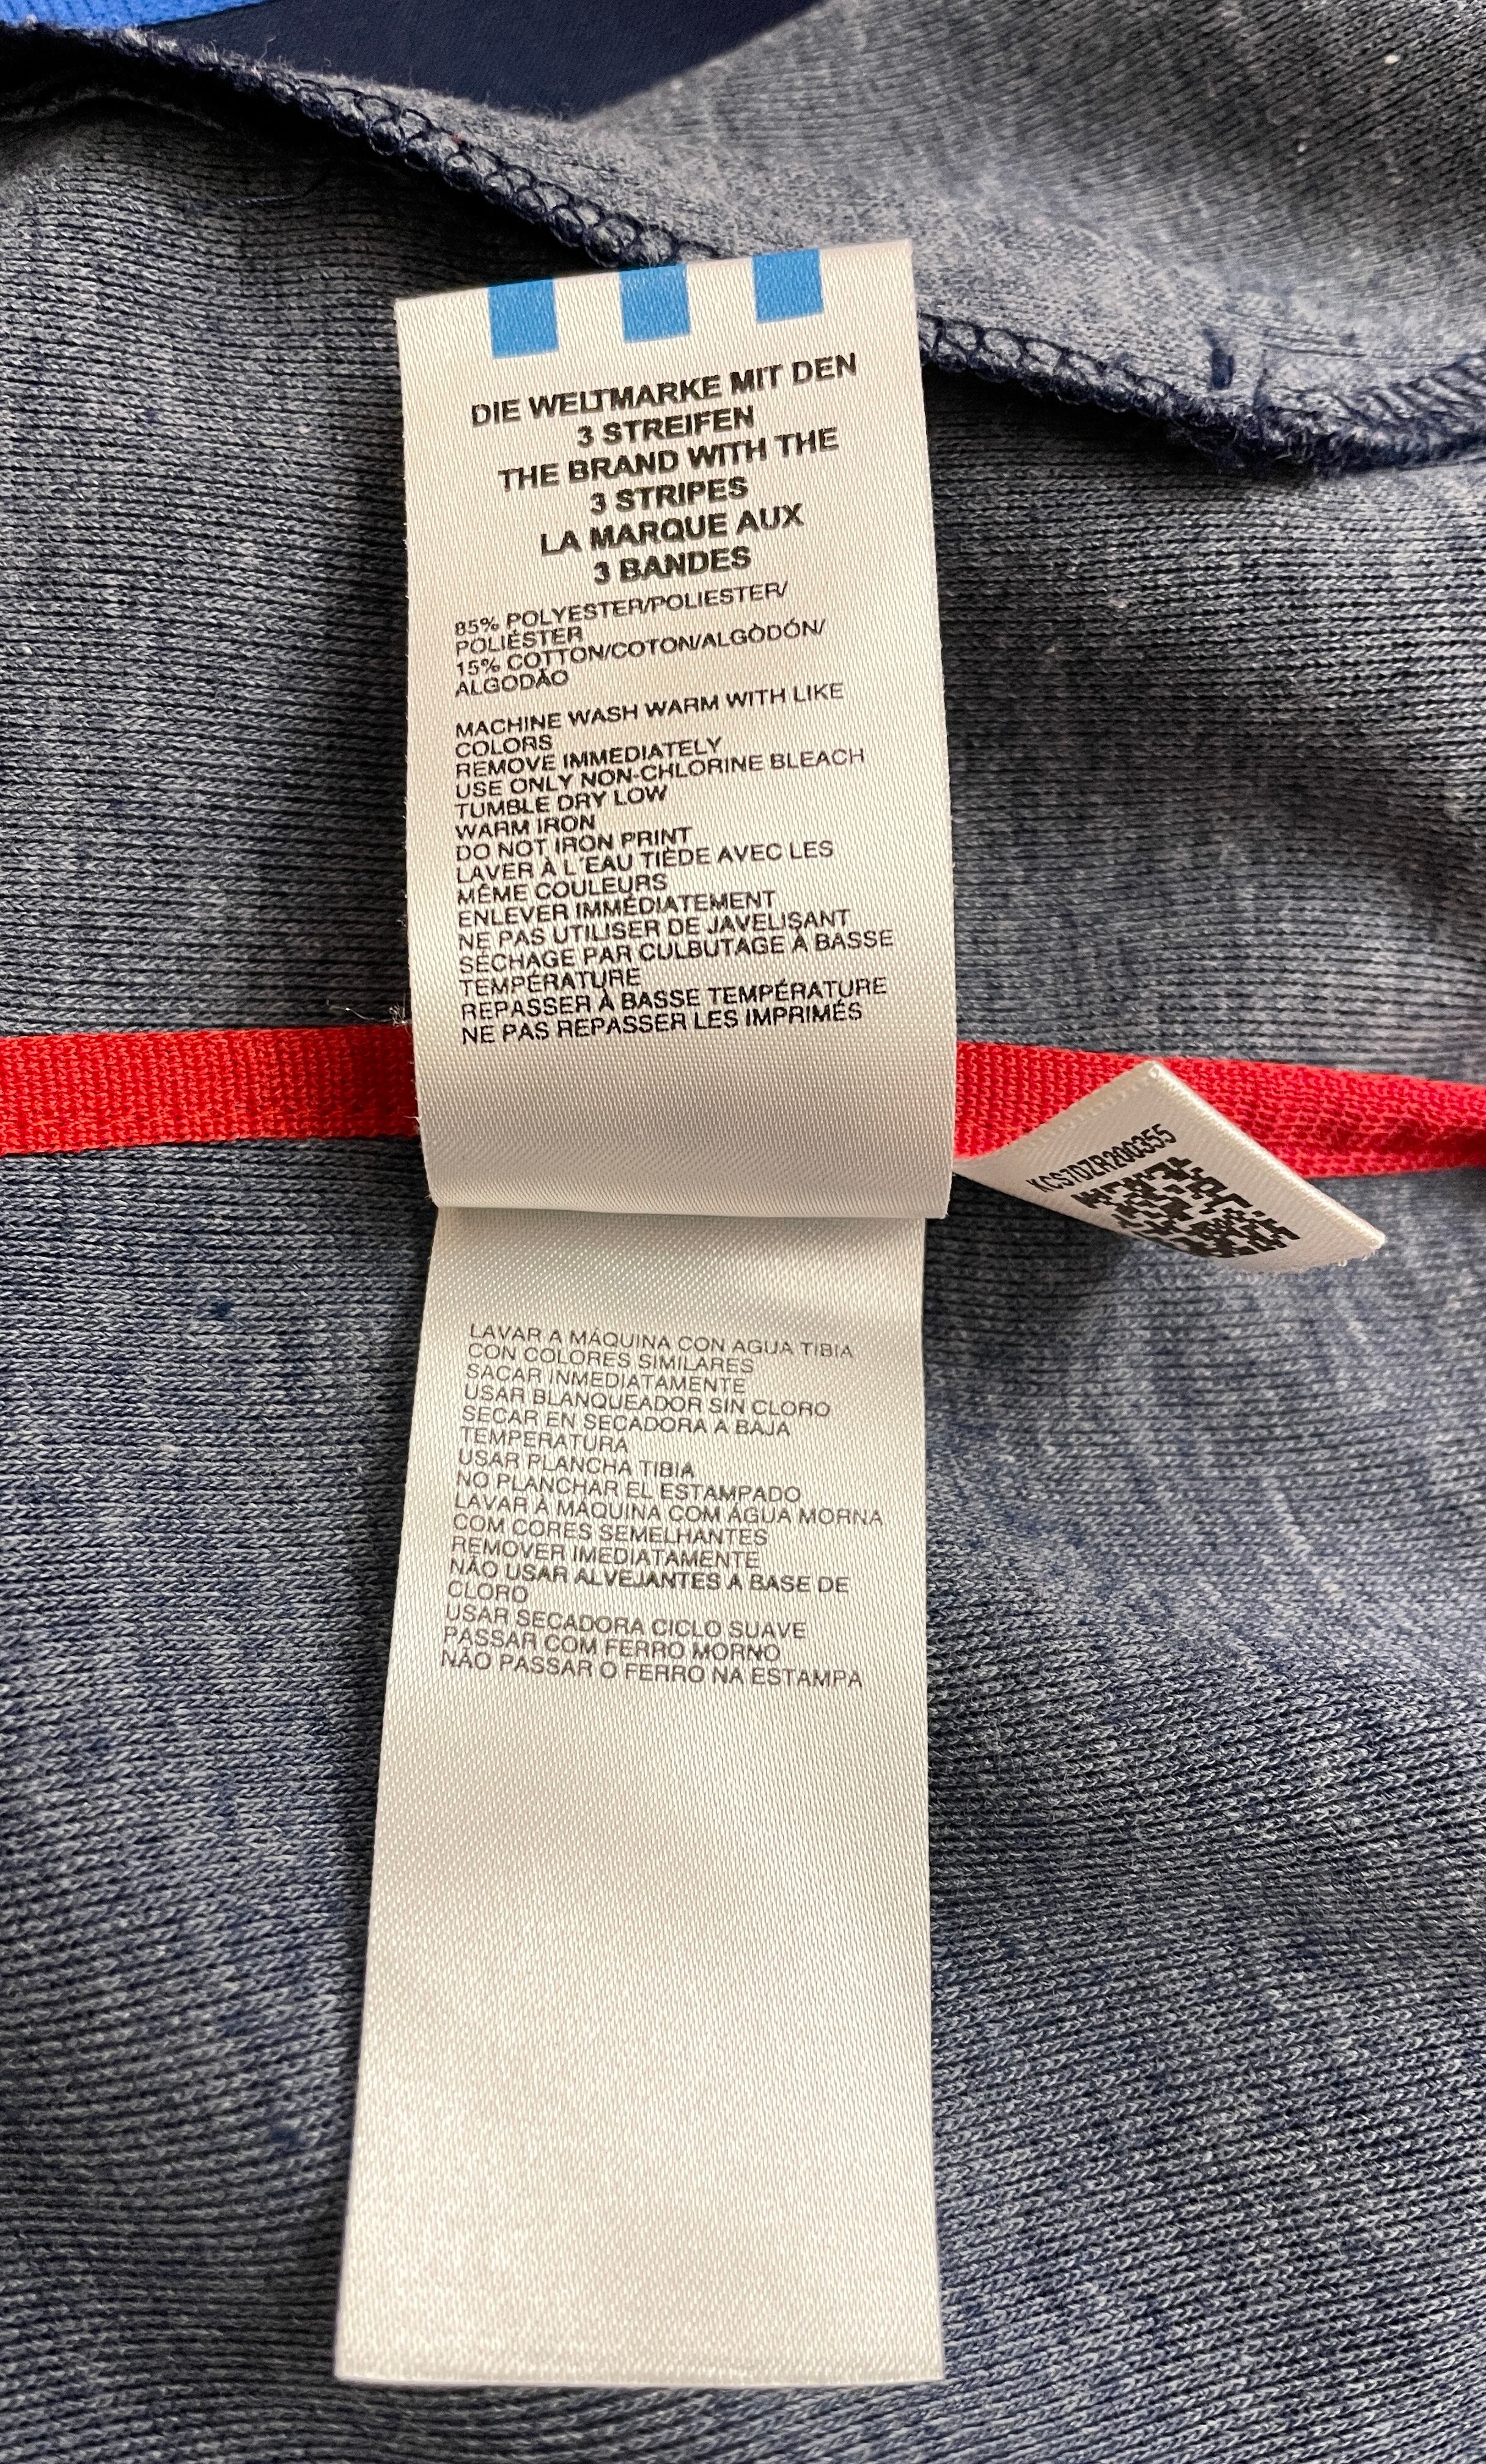 DIE WELTMARKE MIT DEN
3 STREIFEN
THE BRAND WITH THE
3 STRIPES
LA MARQUE AUX
3 BANDES
85% POLYESTER/POLIESTER/
POLIÉSTER
15% COTTON/COTON/ALGÒDÓN/
ALGODÃO
MACHINE WASH WARM WITH LIKE
COLORS
REMOVE IMMEDIATELY
USE ONLY NON-CHLORINE BLEACH
TUMBLE DRY LOW
WARM IRON
DO NOT IRON PRINT
LAVER À L'EAU TIÈDE AVEC LES
MÊME COULEURS
ENLEVER IMMÉDIATEMENT
NE PAS UTILISER DE JAVELISANT
SÉCHAGE PAR CULBUTAGE À BASSE
TEMPÉRATURE
REPASSER À BASSE TEMPÉRATURE
NE PAS REPASSER LES IMPRIMÉS
KCS7DZR200355
LAVAR A MÁQUINA CON AGUA TIBIA
CON COLORES SIMILARES
SACAR INMEDIATAMENTE
USAR BLANQUEADOR SIN CLORO
SECAR EN SECADORA A BAJA
TEMPERATURA
USAR PLANCHA TIBIA
NO PLANCHAR EL ESTAMPADO
LAVAR À MÁQUINA COM ÁGUA MORNA
COM CORES SEMELHANTES
REMOVER IMEDIATAMENTE
NÃO USAR ALVEJANTES A BASE DE
CLORO
USAR SECADORA CICLO SUAVE
PASSAR COM FERRO MORNO
NÃO PASSAR O FERRO NA ESTAMPA